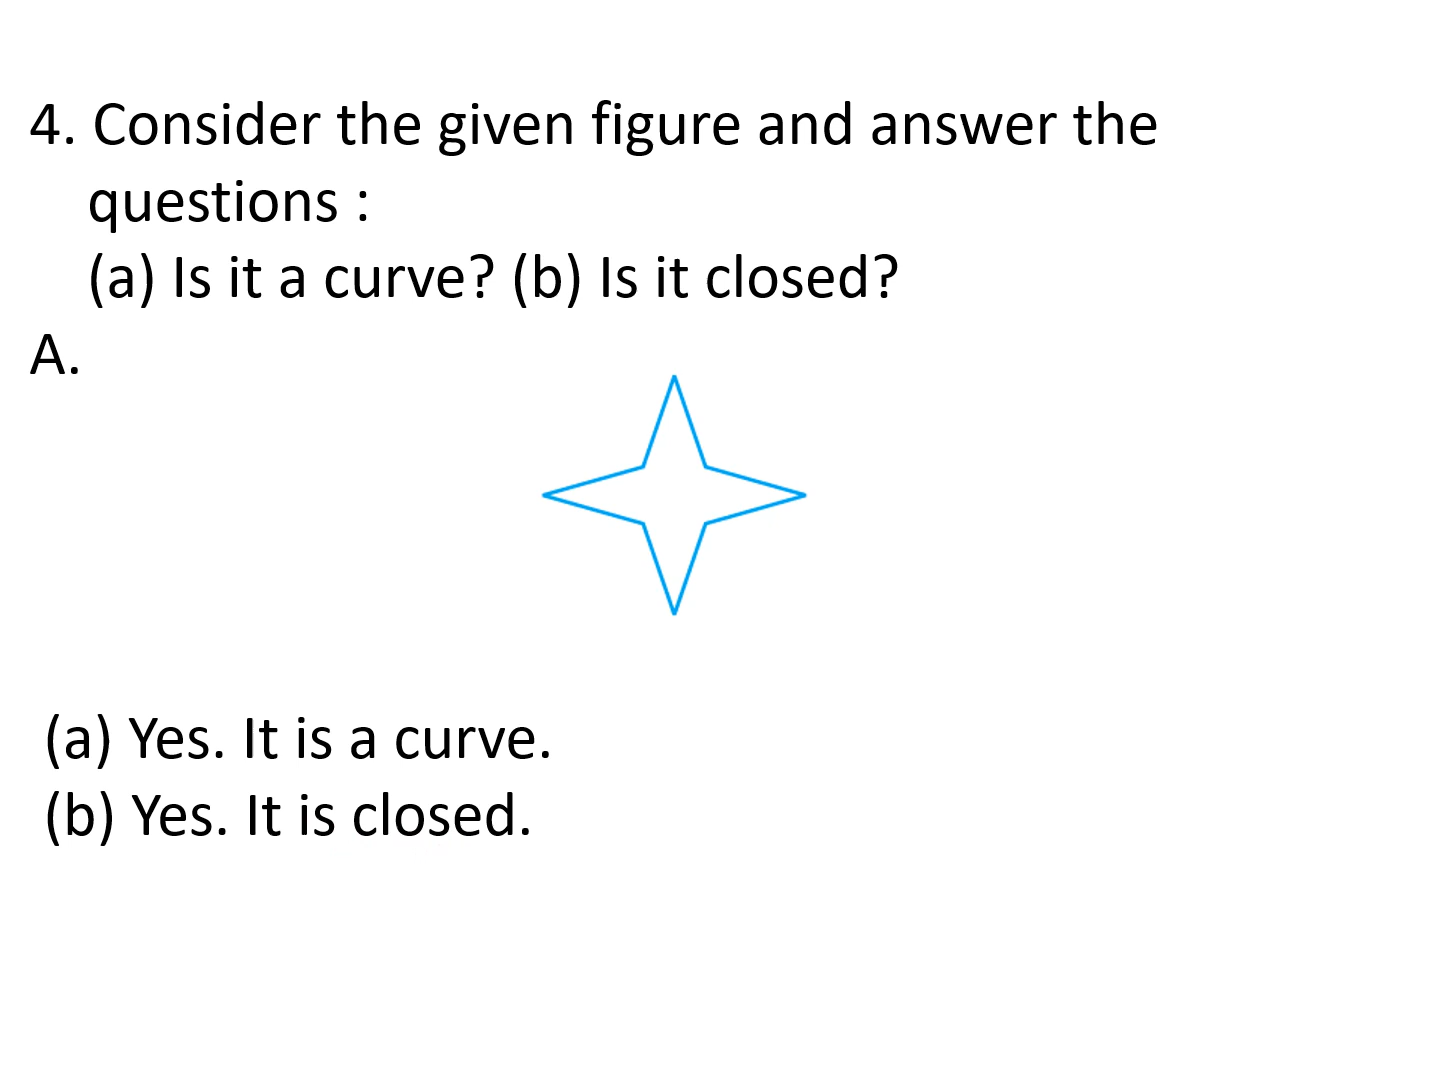 4. Consider the given figure and answer the
questions :
(a) Is it a curve? (b) Is it closed?
A.
(a) Yes. It is a curve.
(b) Yes. It is closed.